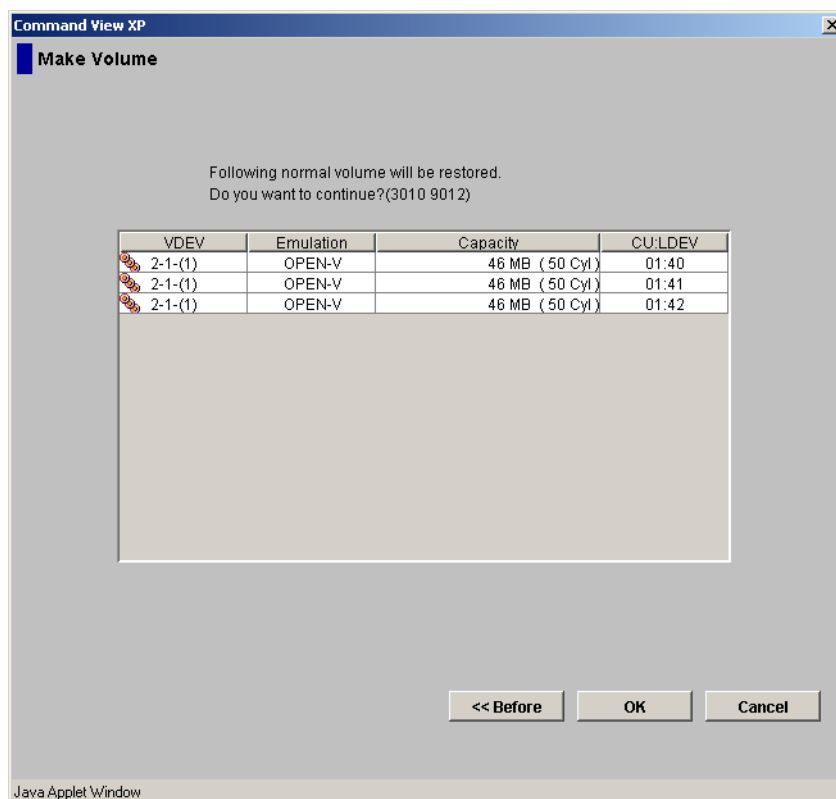 Command View XP
Make Volume
Following normal volume will be restored.
Do you want to continue?(3010 9012)
VDEV Emulation Capacity CU:LDEV
2-1-(1) OPEN-V 46 MB ( 50 Cyl ) 01:40
2-1-(1) OPEN-V 46 MB ( 50 Cyl ) 01:41
2-1-(1) OPEN-V 46 MB ( 50 Cyl ) 01:42
<< Before OK Cancel
Java Applet Window